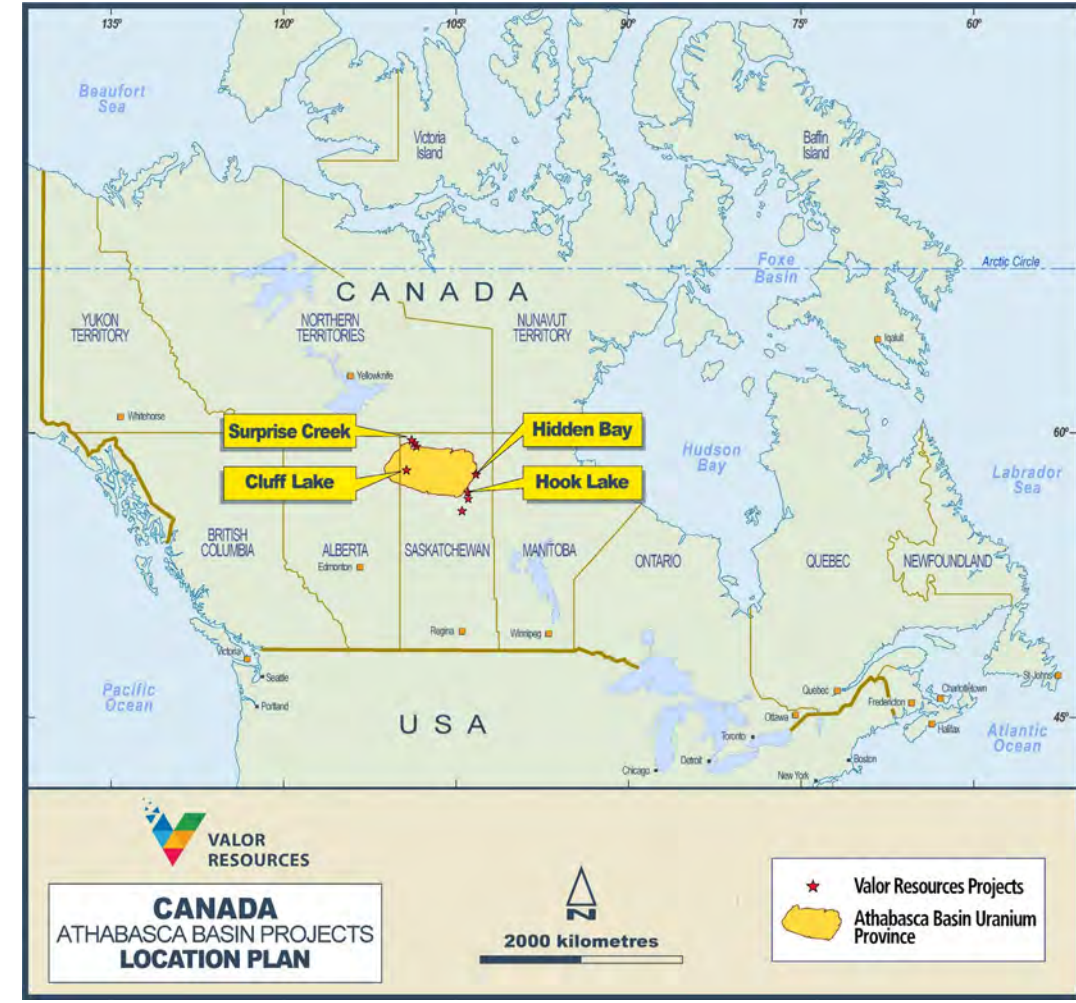 135°
120°
105°
90°
75°
60°
Beaufort
Sea
Victoria
Island
Baffin
Island
Foxe
Basin
Arctic Circle
CANADA
YUKON
TERRITORY
NORTHERN
TERRITORIES
NUNAVUT
TERRITORY
Iqaluit
Yellowknife
Whitehorse
Surprise Creek
Hidden Bay
60°
Hudson
Bay
Labrador
Sea
Cluff Lake
Hook Lake
BRITISH
COLUMBIA
ALBERTA
SASKATCHEWAN
MANITOBA
ONTARIO
QUEBEC
NEWFOUNDLAND
Edmonton
Regina
Winnipeg
Victoria
Seattle
Portland
Pacific
Ocean
USA
Quebec
Ottawa
Toronto
Detroit
Chicago
New York
Boston
Fredericton
Charlottetown
Halifax
St Johns
45°
Atlantic
Ocean
VALOR
RESOURCES
CANADA
ATHABASCA BASIN PROJECTS
LOCATION PLAN
N
2000 kilometres
Valor Resources Projects
Athabasca Basin Uranium
Province